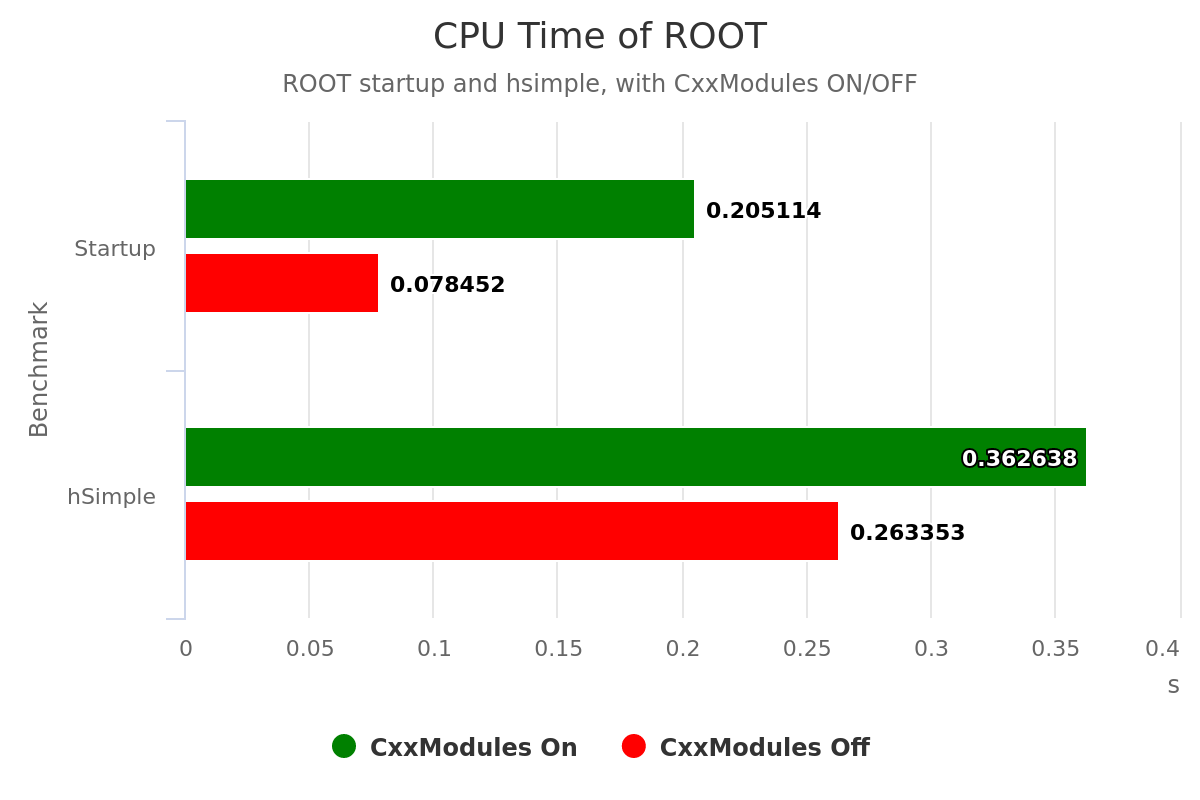 CPU Time of ROOT
ROOT startup and hsimple, with CxxModules ON/OFF
Benchmark
Startup
0.205114
0.078452
hSimple
0.362638
0.263353
0 0.05 0.1 0.15 0.2 0.25 0.3 0.35 0.4
s
CxxModules On CxxModules Off